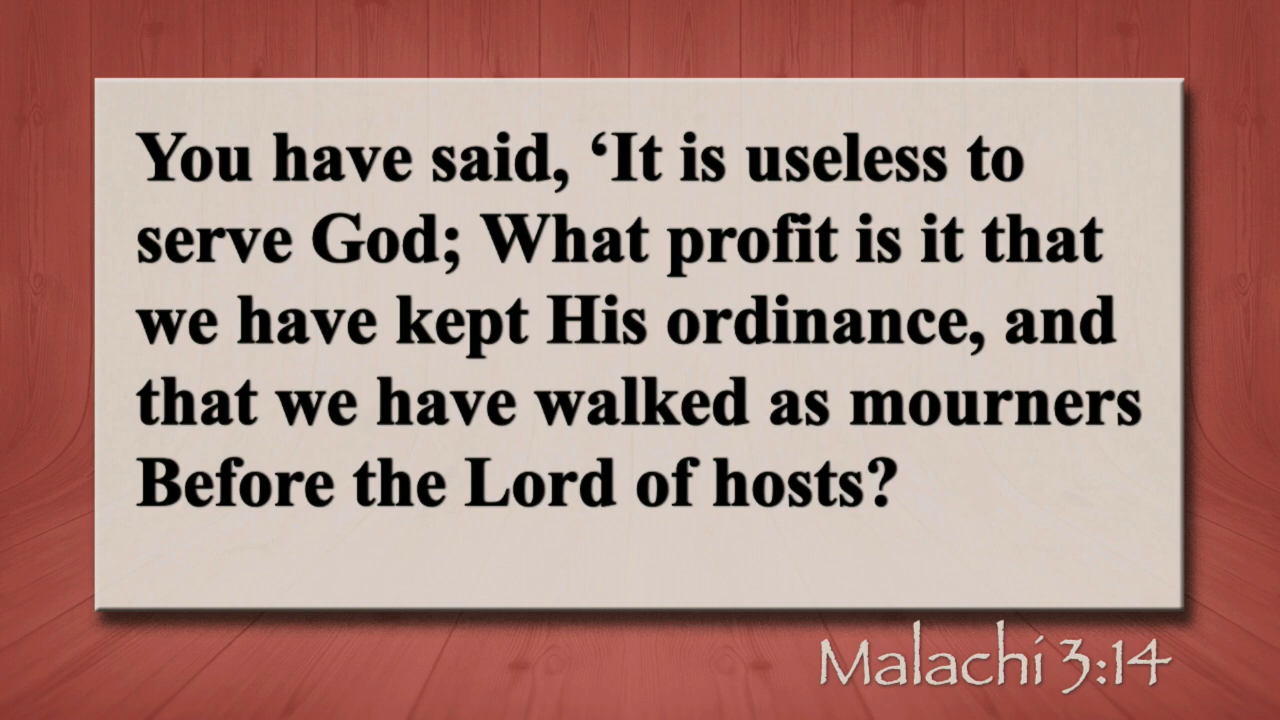 You have said, ‘It is useless to
serve God; What profit is it that
we have kept His ordinance, and
that we have walked as mourners
Before the Lord of hosts?
Malachi 3:14